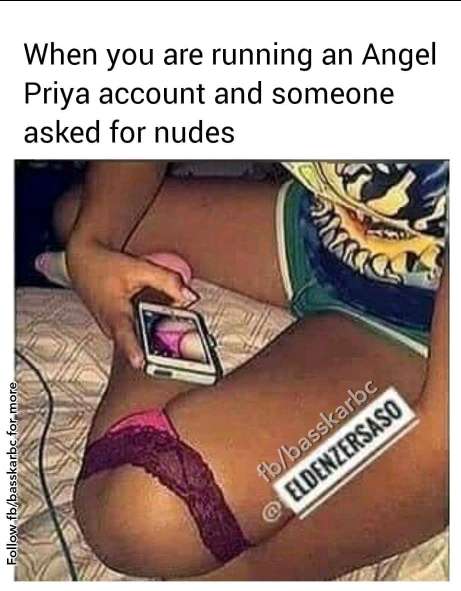 When you are running an Angel
Priya account and someone
asked for nudes
fb/basskarbc
@ ELDENZERSASO
Follow fb/basskarbc for more